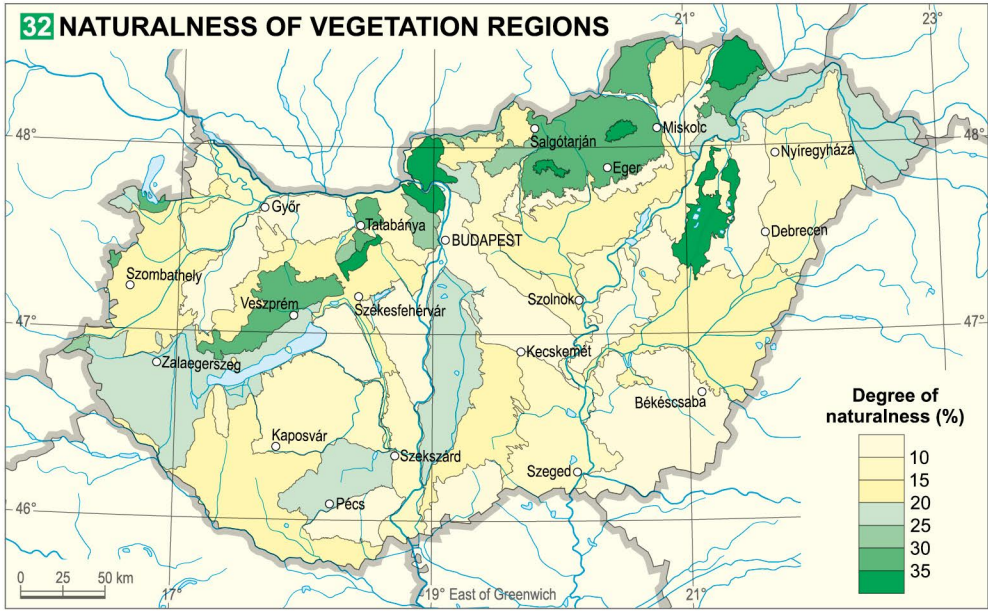 32 NATURALNESS OF VEGETATION REGIONS
21°
23°
48°
48°
Salgótarján
Miskolc
Nyíregyháza
Eger
Győr
Tatabánya
BUDAPEST
Debrecen
Szombathely
Veszprém
Székesfehérvár
Szolnok
47°
47°
Zalaegerszeg
Kecskemét
Békéscsaba
Degree of
naturalness (%)
10
15
20
25
30
35
Kaposvár
Szekszárd
Szeged
Pécs
46°
0 25 50 km
17°
19° East of Greenwich
21°